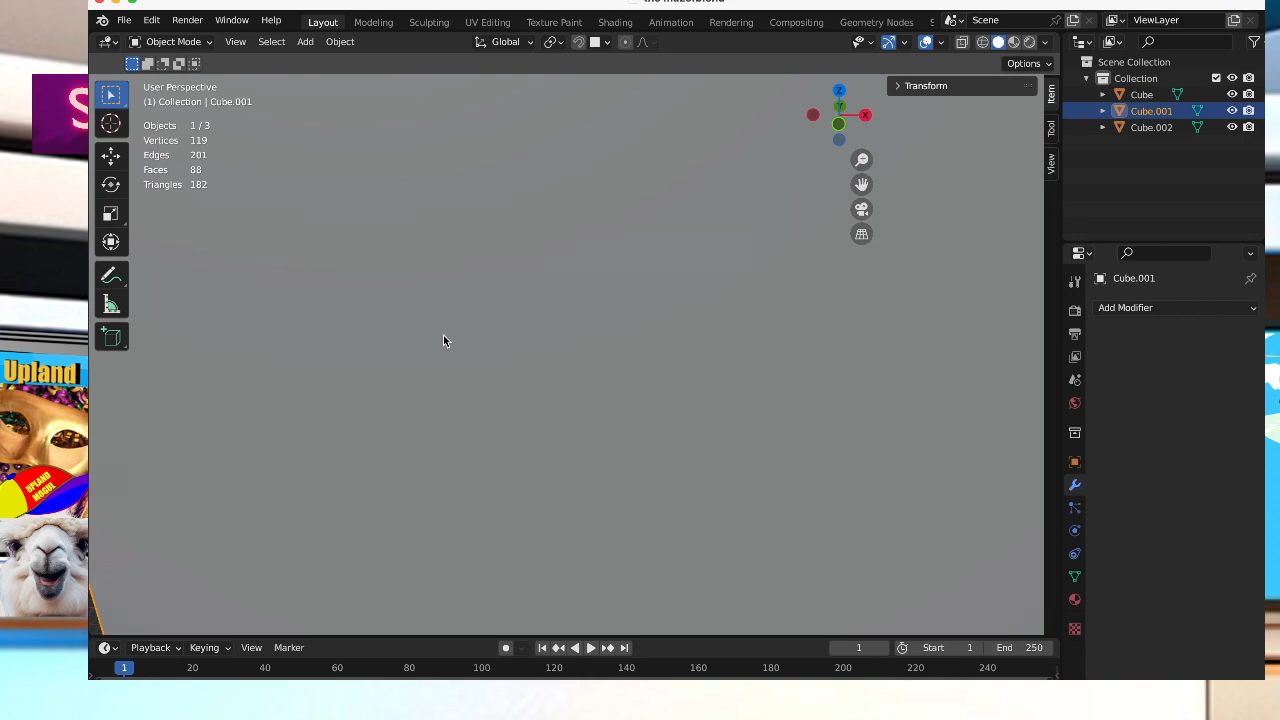 File Edit Render Window Help
Layout Modeling Sculpting UV Editing Texture Paint Shading Animation Rendering Compositing Geometry Nodes
Scene
ViewLayer
Object Mode View Select Add Object
Global
Options
User Perspective
(1) Collection | Cube.001
Objects 1 / 3
Vertices 119
Edges 201
Faces 88
Triangles 182
Transform
Item
Tool
View
Z
Y
X
Scene Collection
Collection
Cube
Cube.001
Cube.002
Cube.001
Add Modifier
Upland
UPLAND
MOGUL
Playback Keying View Marker
1
Start 1
End 250
1 20 40 60 80 100 120 140 160 180 200 220 240